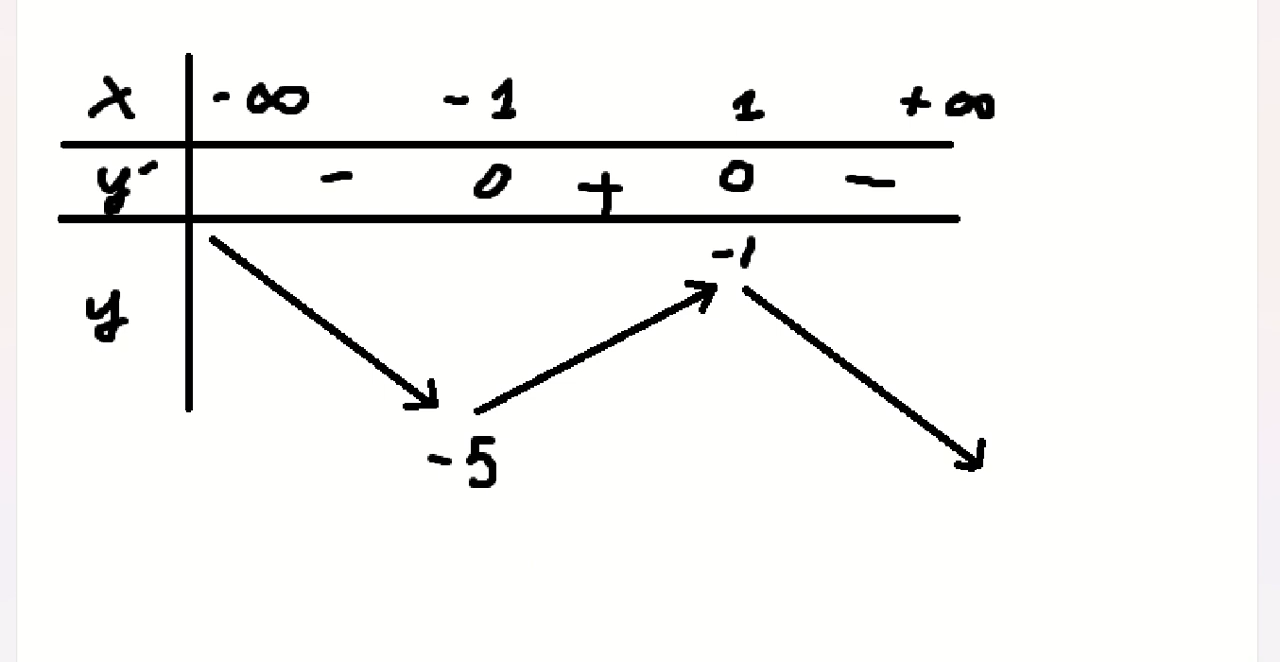 x -∞ -1 1 +∞
y' - 0 + 0 -
-1
y
-5